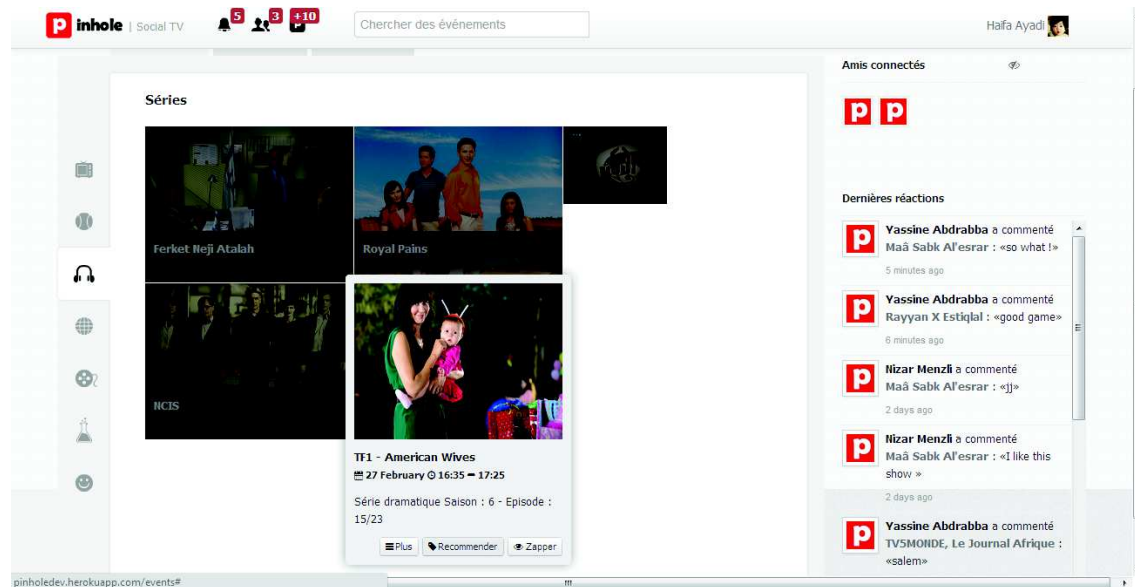 p inhole | Social TV
5
3
+10
Chercher des événements
Haifa Ayadi
Amis connectés
Séries
Ferket Neji Atalah
Royal Pains
NCIS
TF1 - American Wives
27 February 16:35 – 17:25
Série dramatique Saison : 6 - Episode :
15/23
Plus
Recommender
Zapper
Dernières réactions
Yassine Abdrabba a commenté
Maâ Sabk Al'esrar : «so what !»
5 minutes ago
Yassine Abdrabba a commenté
Rayyan X Estiqlal : «good game»
6 minutes ago
Nizar Menzli a commenté
Maâ Sabk Al'esrar : «jj»
2 days ago
Nizar Menzli a commenté
Maâ Sabk Al'esrar : «I like this
show »
2 days ago
Yassine Abdrabba a commenté
TV5MONDE, Le Journal Afrique :
«salem»
pinholedev.herokuapp.com/events#